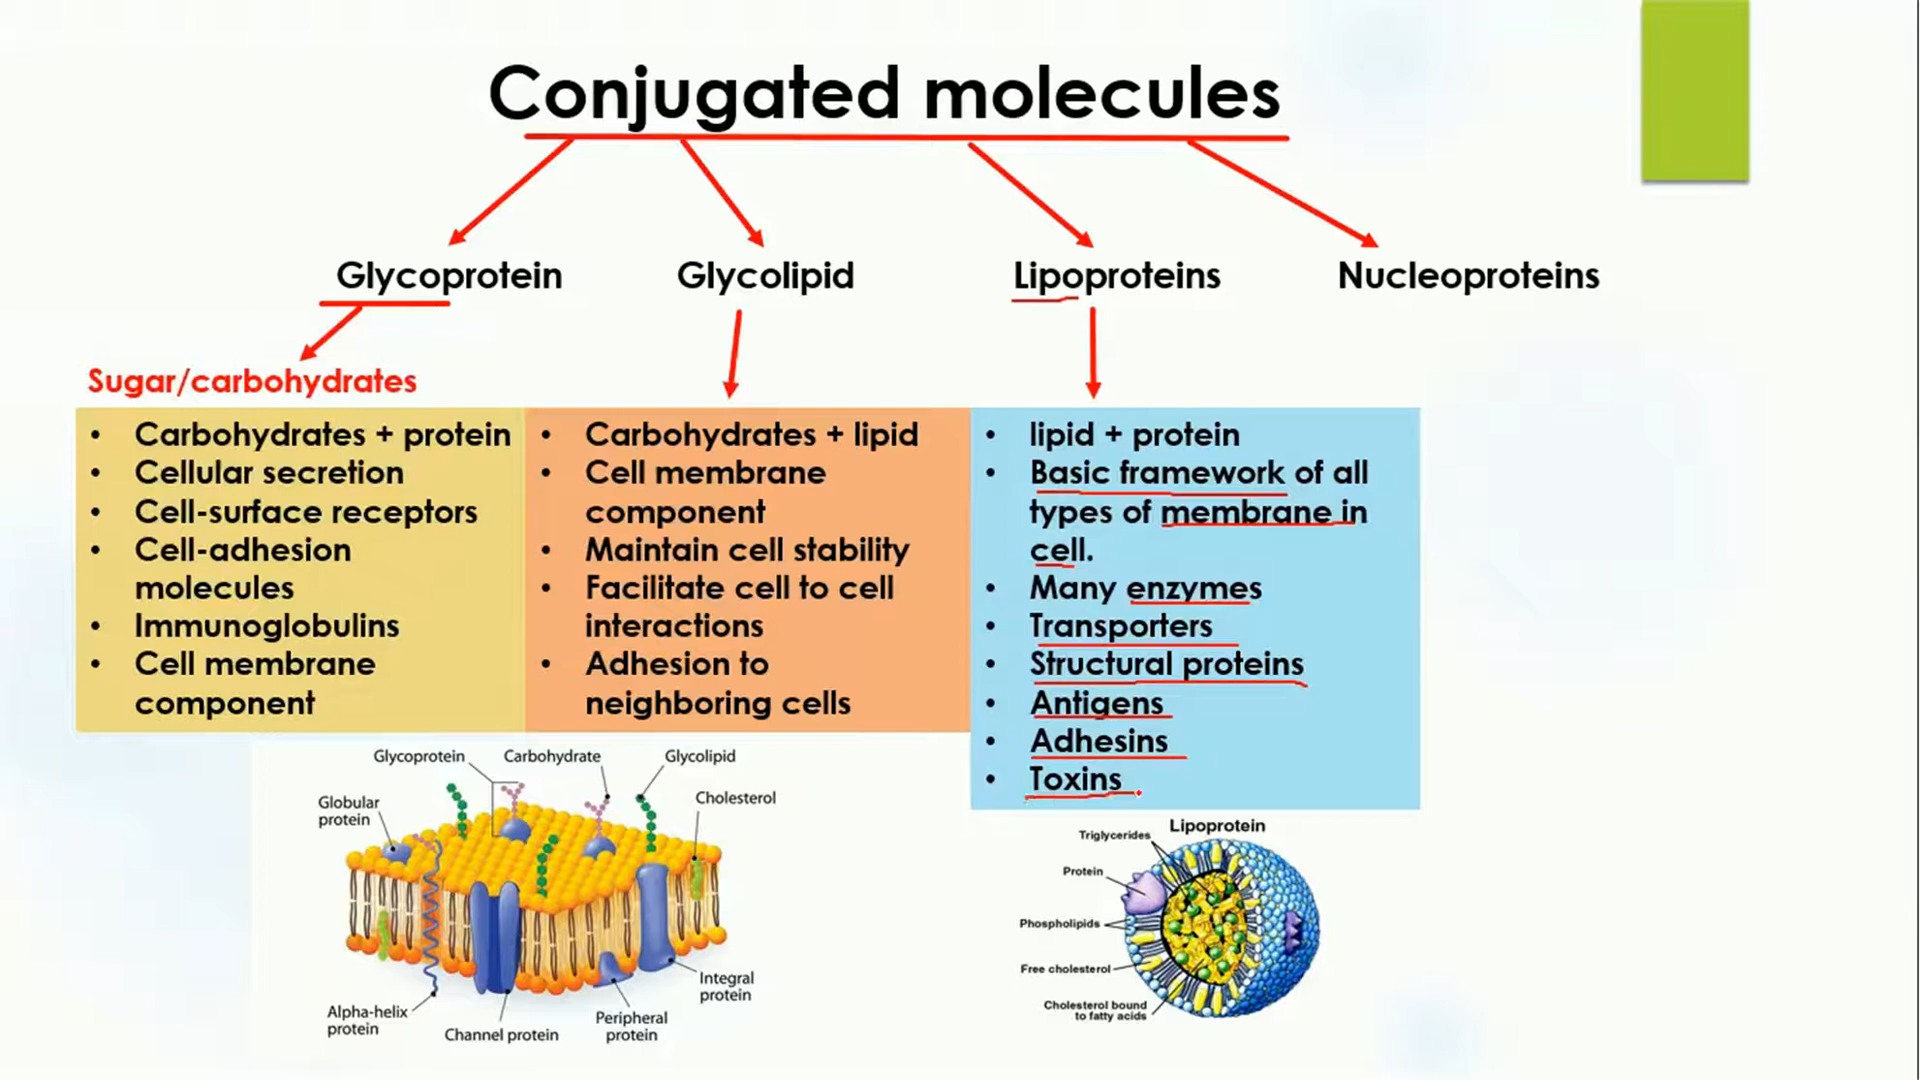 Conjugated molecules
Glycoprotein
Glycolipid
Lipoproteins
Nucleoproteins
Sugar/carbohydrates
• Carbohydrates + protein
• Cellular secretion
• Cell-surface receptors
• Cell-adhesion
molecules
• Immunoglobulins
• Cell membrane
component
• Carbohydrates + lipid
• Cell membrane
component
• Maintain cell stability
• Facilitate cell to cell
interactions
• Adhesion to
neighboring cells
• lipid + protein
• Basic framework of all
types of membrane in
cell.
• Many enzymes
• Transporters
• Structural proteins
• Antigens
• Adhesins
• Toxins
Glycoprotein
Carbohydrate
Glycolipid
Globular
protein
Cholesterol
Alpha-helix
protein
Channel protein
Peripheral
protein
Integral
protein
Lipoprotein
Triglycerides
Protein
Phospholipids
Free cholesterol
Cholesterol bound
to fatty acids